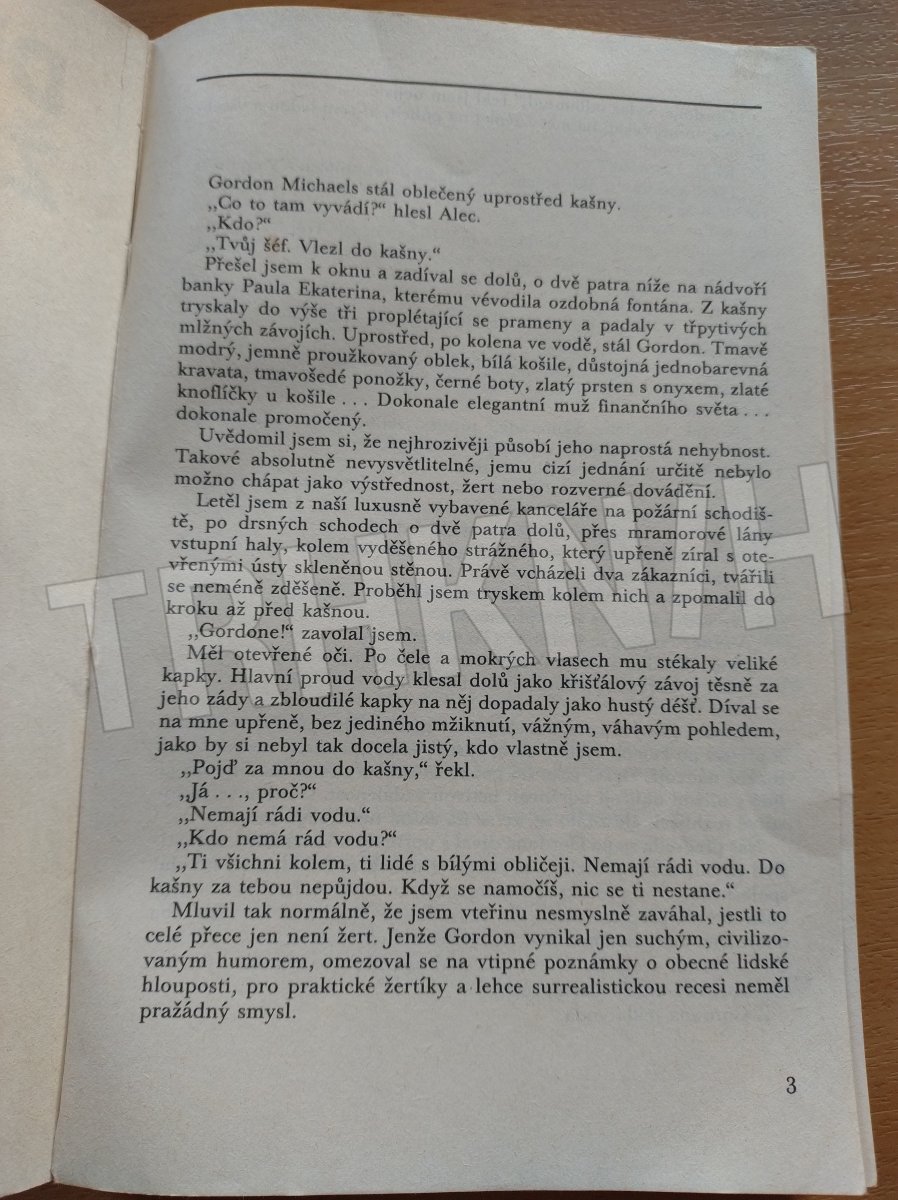 Gordon Michaels stál oblečený uprostřed kašny.
„Co to tam vyvádí?“ hlesl Alec.
„Kdo?“
„Tvůj šéf. Vlezl do kašny.“
Přešel jsem k oknu a zadíval se dolů, o dvě patra níže na nádvoří
banky Paula Ekaterina, kterému vévodila ozdobná fontána. Z kašny
tryskaly do výše tři proplétající se prameny a padaly v třpytivých
mlžných závojích. Uprostřed, po kolena ve vodě, stál Gordon. Tmavě
modrý, jemně proužkovaný oblek, bílá košile, důstojná jednobarevná
kravata, tmavošedé ponožky, černé boty, zlatý prsten s onyxem, zlaté
knoflíčky u košile . . . Dokonale elegantní muž finančního světa . . .
dokonale promočený.
Uvědomil jsem si, že nejhrozivěji působí jeho naprostá nehybnost.
Takové absolutně nevysvětlitelné, jemu cizí jednání určitě nebylo
možno chápat jako výstřednost, žert nebo rozverné dovádění.
Letěl jsem z naší luxusně vybavené kanceláře na požární schodiš-
tě, po drsných schodech o dvě patra dolů, přes mramorové lány
vstupní haly, kolem vyděšeného strážného, který upřeně zíral s ote-
vřenými ústy skleněnou stěnou. Právě vcházeli dva zákazníci, tvářili
se neméně zděšeně. Proběhl jsem tryskem kolem nich a zpomalil do
kroku až před kašnou.
„Gordone!“ zavolal jsem.
Měl otevřené oči. Po čele a mokrých vlasech mu stékaly veliké
kapky. Hlavní proud vody klesal dolů jako křišťálový závoj těsně za
jeho zády a zbloudilé kapky na něj dopadaly jako hustý déšť. Díval se
na mne upřeně, bez jediného mžiknutí, vážným, váhavým pohledem,
jako by si nebyl tak docela jistý, kdo vlastně jsem.
„Pojď za mnou do kašny,“ řekl.
„Já . . ., proč?“
„Nemají rádi vodu.“
„Kdo nemá rád vodu?“
„Ti všichni kolem, ti lidé s bílými obličeji. Nemají rádi vodu. Do
kašny za tebou nepůjdou. Když se namočíš, nic se ti nestane.“
Mluvil tak normálně, že jsem vteřinu nesmyslně zaváhal, jestli to
celé přece jen není žert. Jenže Gordon vynikal jen suchým, civilizo-
vaným humorem, omezoval se na vtipné poznámky o obecné lidské
hlouposti, pro praktické žertíky a lehce surrealistickou recesi neměl
pražádný smysl.
3